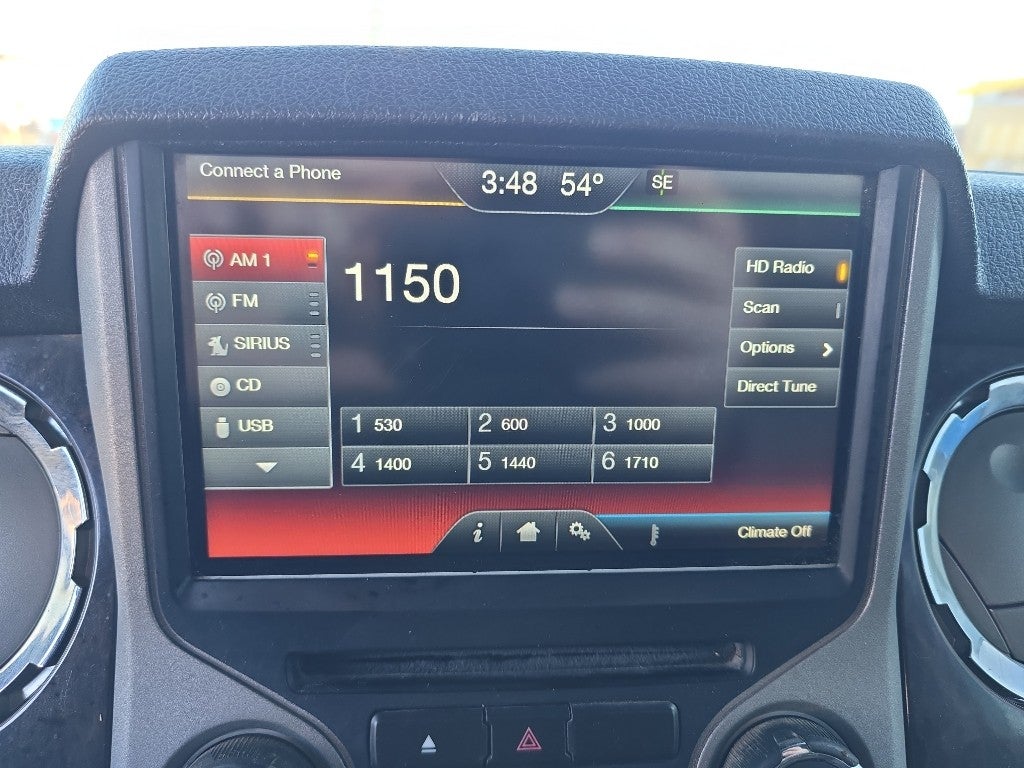 Connect a Phone
3:48 54° SE
AM 1
FM
SIRIUS
CD
USB
1150
HD Radio
Scan
Options
Direct Tune
1 530 2 600 3 1000
4 1400 5 1440 6 1710
i
Climate Off